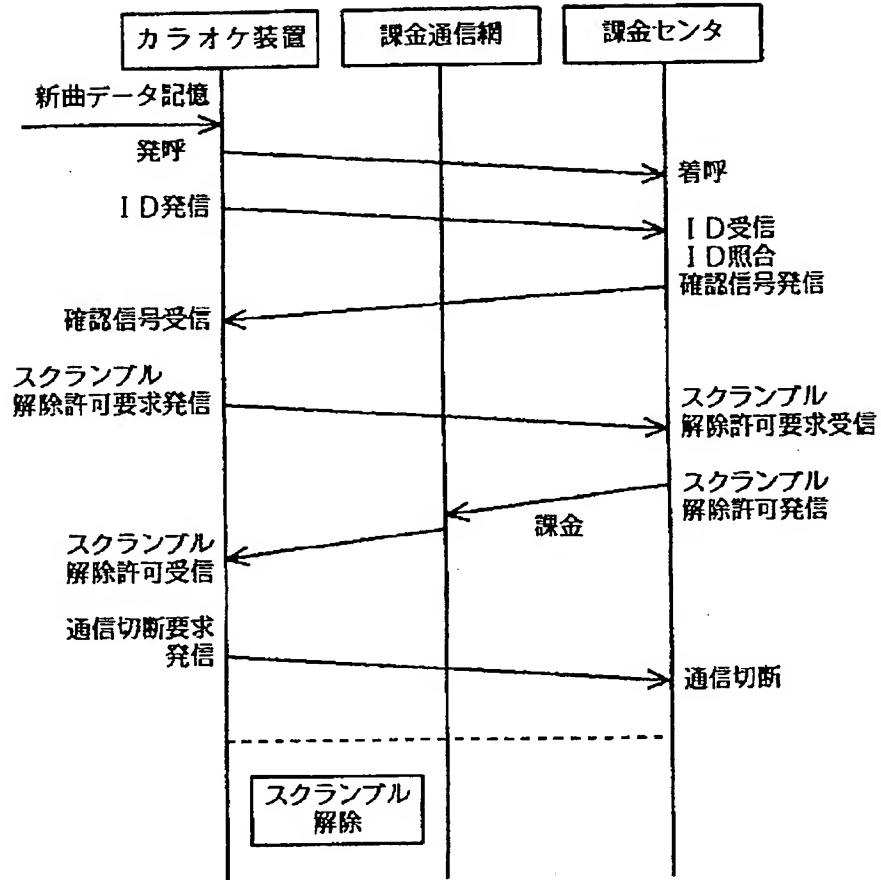 カラオケ装置
課金通信網
課金センタ
新曲データ記憶
発呼
着呼
ID発信
ID受信
ID照合
確認信号発信
確認信号受信
スクランブル
解除許可要求発信
スクランブル
解除許可要求受信
スクランブル
解除許可発信
課金
スクランブル
解除許可受信
通信切断要求
発信
通信切断
スクランブル
解除